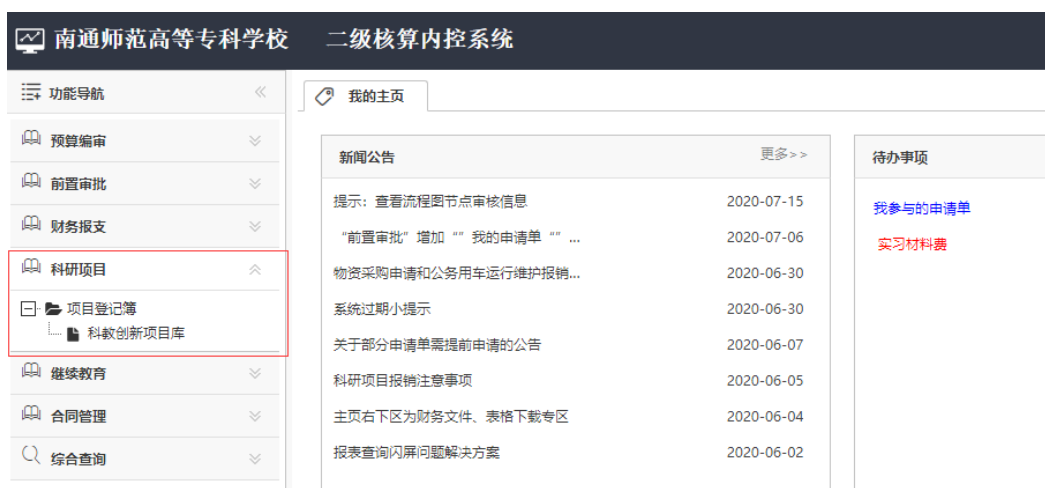 南通师范高等专科学校 二级核算内控系统
功能导航
预算编审
前置审批
财务报支
科研项目
项目登记簿
科教创新项目库
继续教育
合同管理
综合查询
我的主页
新闻公告 更多>>
提示：查看流程图节点审核信息 2020-07-15
“前置审批”增加 “” 我的申请单 “” ... 2020-07-06
物资采购申请和公务用车运行维护报销... 2020-06-30
系统过期小提示 2020-06-30
关于部分申请单需提前申请的公告 2020-06-07
科研项目报销注意事项 2020-06-05
主页右下区为财务文件、表格下载专区 2020-06-04
报表查询闪屏问题解决方案 2020-06-02
待办事项
我参与的申请单
实习材料费